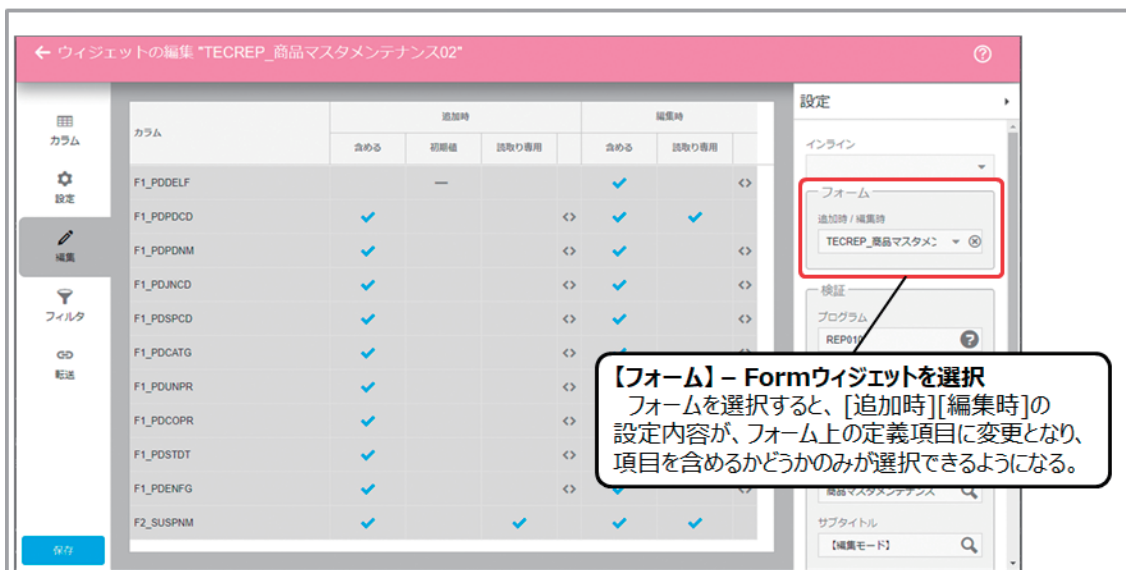 ウィジェットの編集 "TECREP_商品マスタメンテナンス02"
カラム
設定
編集
フィルタ
転送
保存
カラム 追加時 編集時
含める 初期値 読取り専用 含める 読取り専用
F1_PDDELF
F1_PDPDCD
F1_PDPDNM
F1_PDJNCD
F1_PDSPCD
F1_PDCATG
F1_PDUNPR
F1_PDCOPR
F1_PDSTDT
F1_PDENFG
F2_SUSPNM
設定
インライン
フォーム
追加時 / 編集時
TECREP_商品マスタメン
検証
プログラム
REP010
【フォーム】 – Formウィジェットを選択
フォームを選択すると、[追加時][編集時]の
設定内容が、フォーム上の定義項目に変更となり、
項目を含めるかどうかのみが選択できるようになる。
商品マスタメンテナンス
サブタイトル
【編集モード】